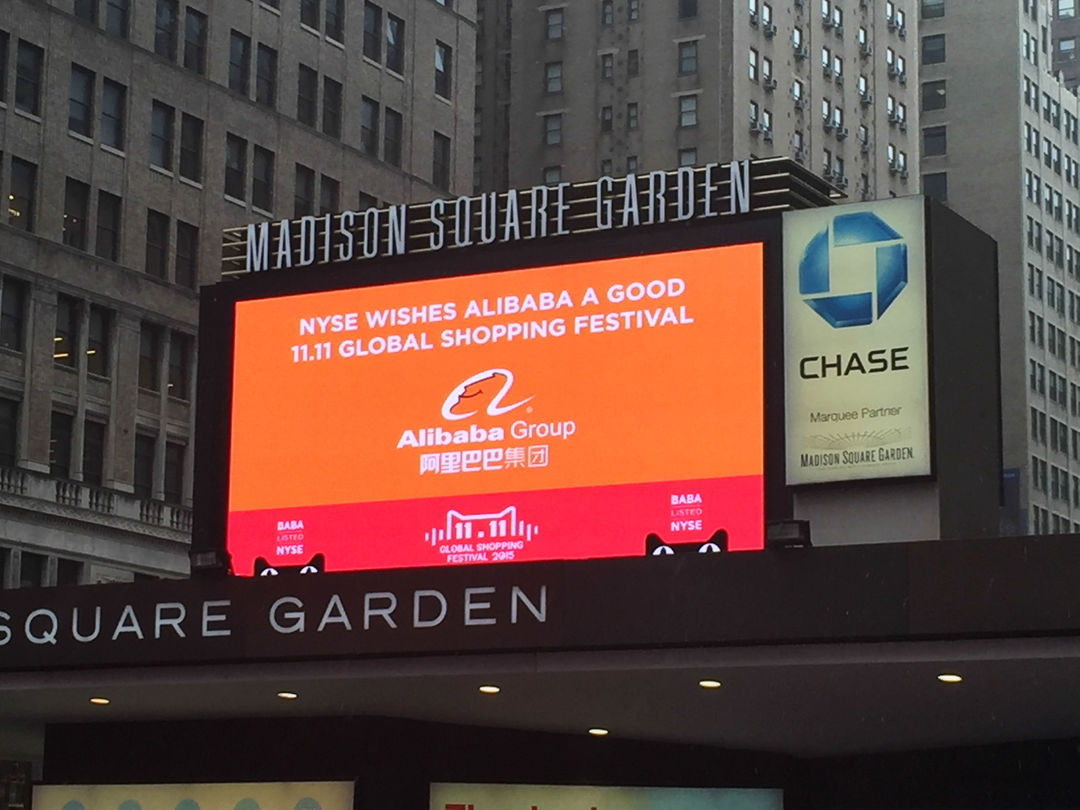 MADISON SQUARE GARDEN
NYSE WISHES ALIBABA A GOOD
11.11 GLOBAL SHOPPING FESTIVAL
Alibaba Group
阿里巴巴集团
BABA
LISTED
NYSE
11.11
GLOBAL SHOPPING
FESTIVAL 2015
BABA
LISTED
NYSE
CHASE
Marquee Partner
MADISON SQUARE GARDEN.
SQUARE GARDEN